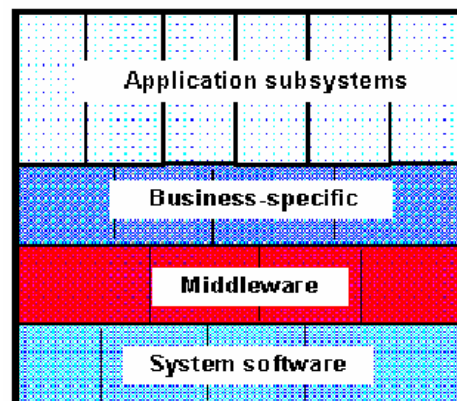 Application subsystems
Business-specific
Middleware
System software